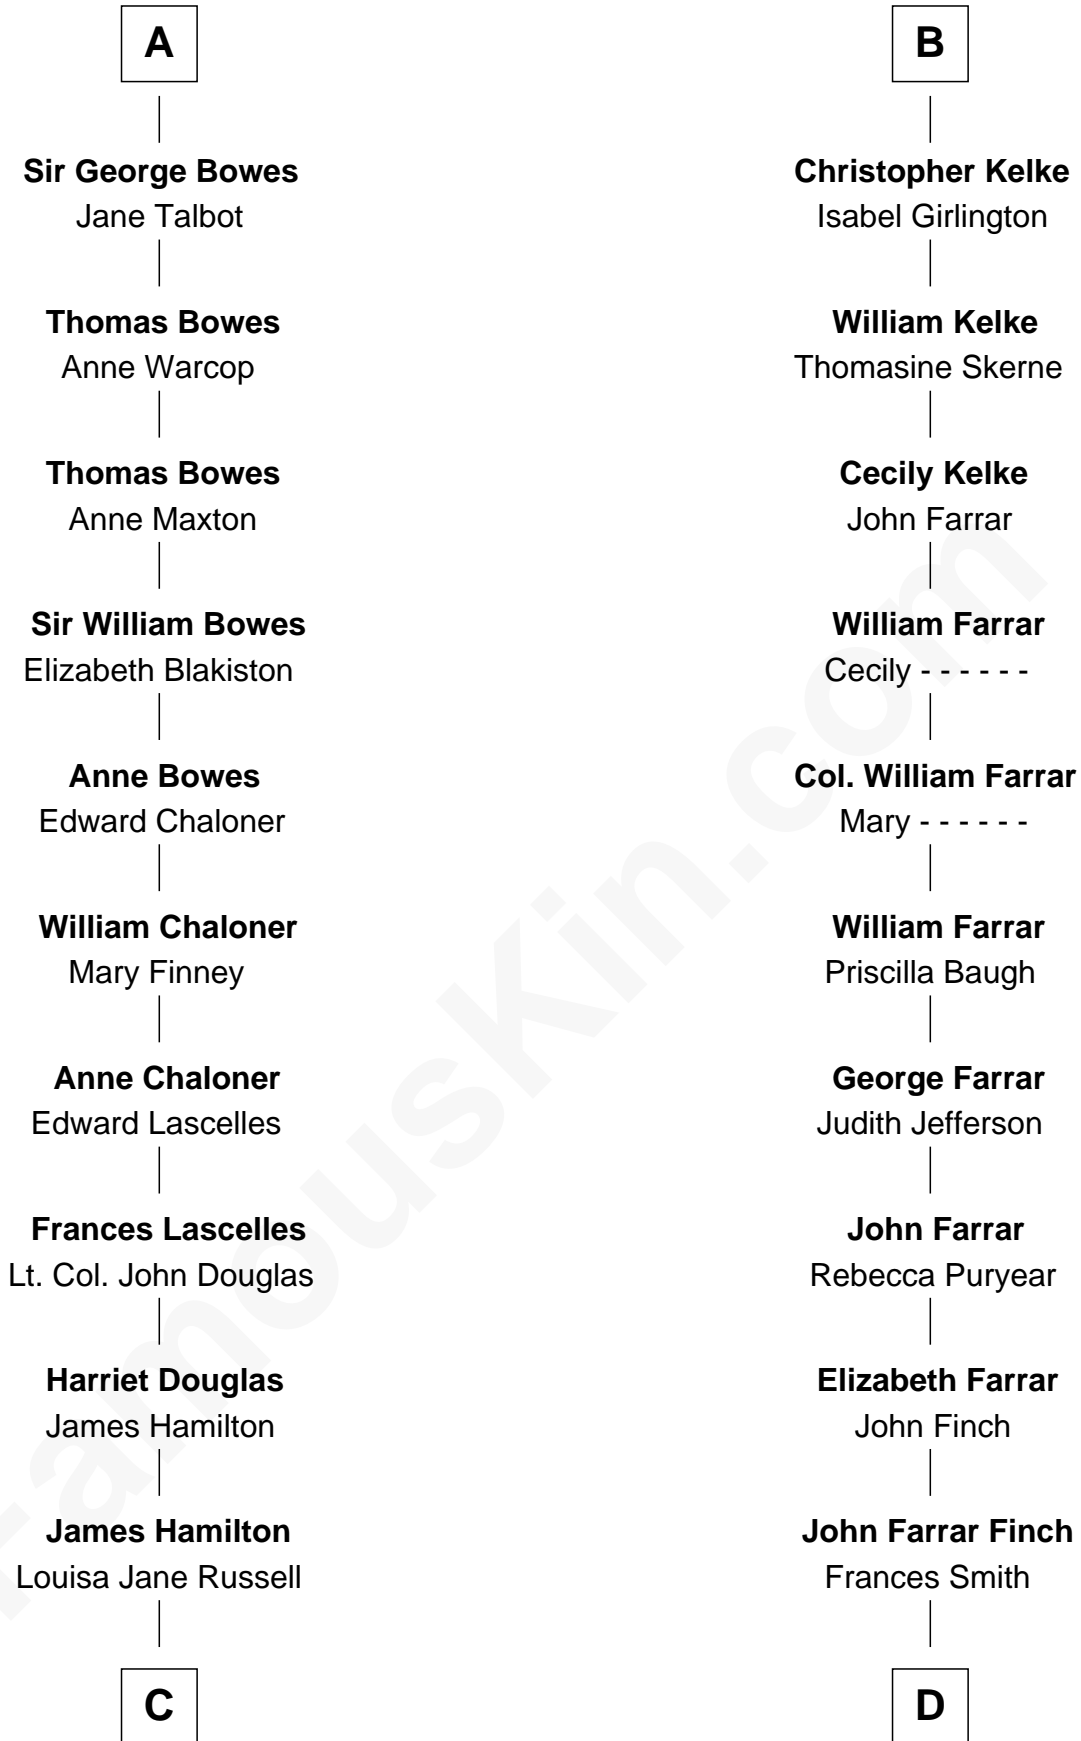 A
Sir George Bowes
Jane Talbot
Thomas Bowes
Anne Warcop
Thomas Bowes
Anne Maxton
Sir William Bowes
Elizabeth Blakiston
Anne Bowes
Edward Chaloner
William Chaloner
Mary Finney
Anne Chaloner
Edward Lascelles
Frances Lascelles
Lt. Col. John Douglas
Harriet Douglas
James Hamilton
James Hamilton
Louisa Jane Russell
C
B
Christopher Kelke
Isabel Girlington
William Kelke
Thomasine Skerne
Cecily Kelke
John Farrar
William Farrar
Cecily - - - - - -
Col. William Farrar
Mary - - - - - -
William Farrar
Priscilla Baugh
George Farrar
Judith Jefferson
John Farrar
Rebecca Puryear
Elizabeth Farrar
John Finch
John Farrar Finch
Frances Smith
D
FamousKin.com